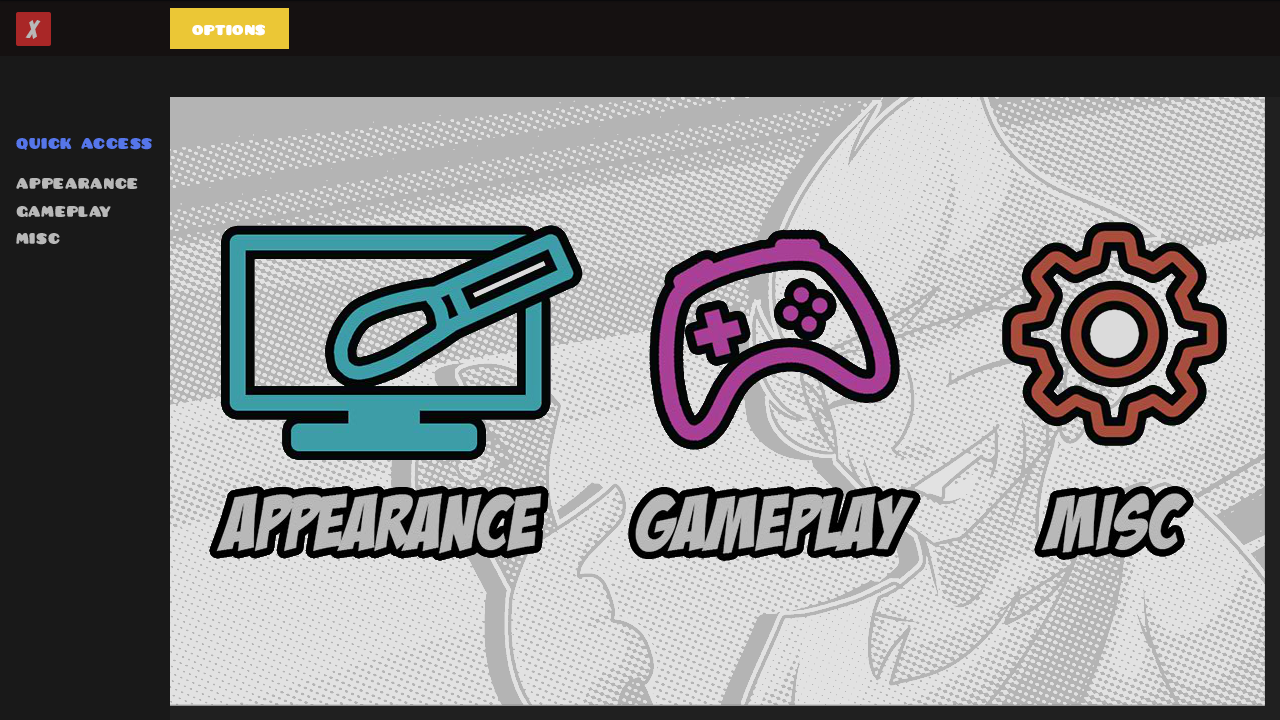 X
OPTIONS
QUICK ACCESS
APPEARANCE
GAMEPLAY
MISC
APPEARANCE
GAMEPLAY
MISC